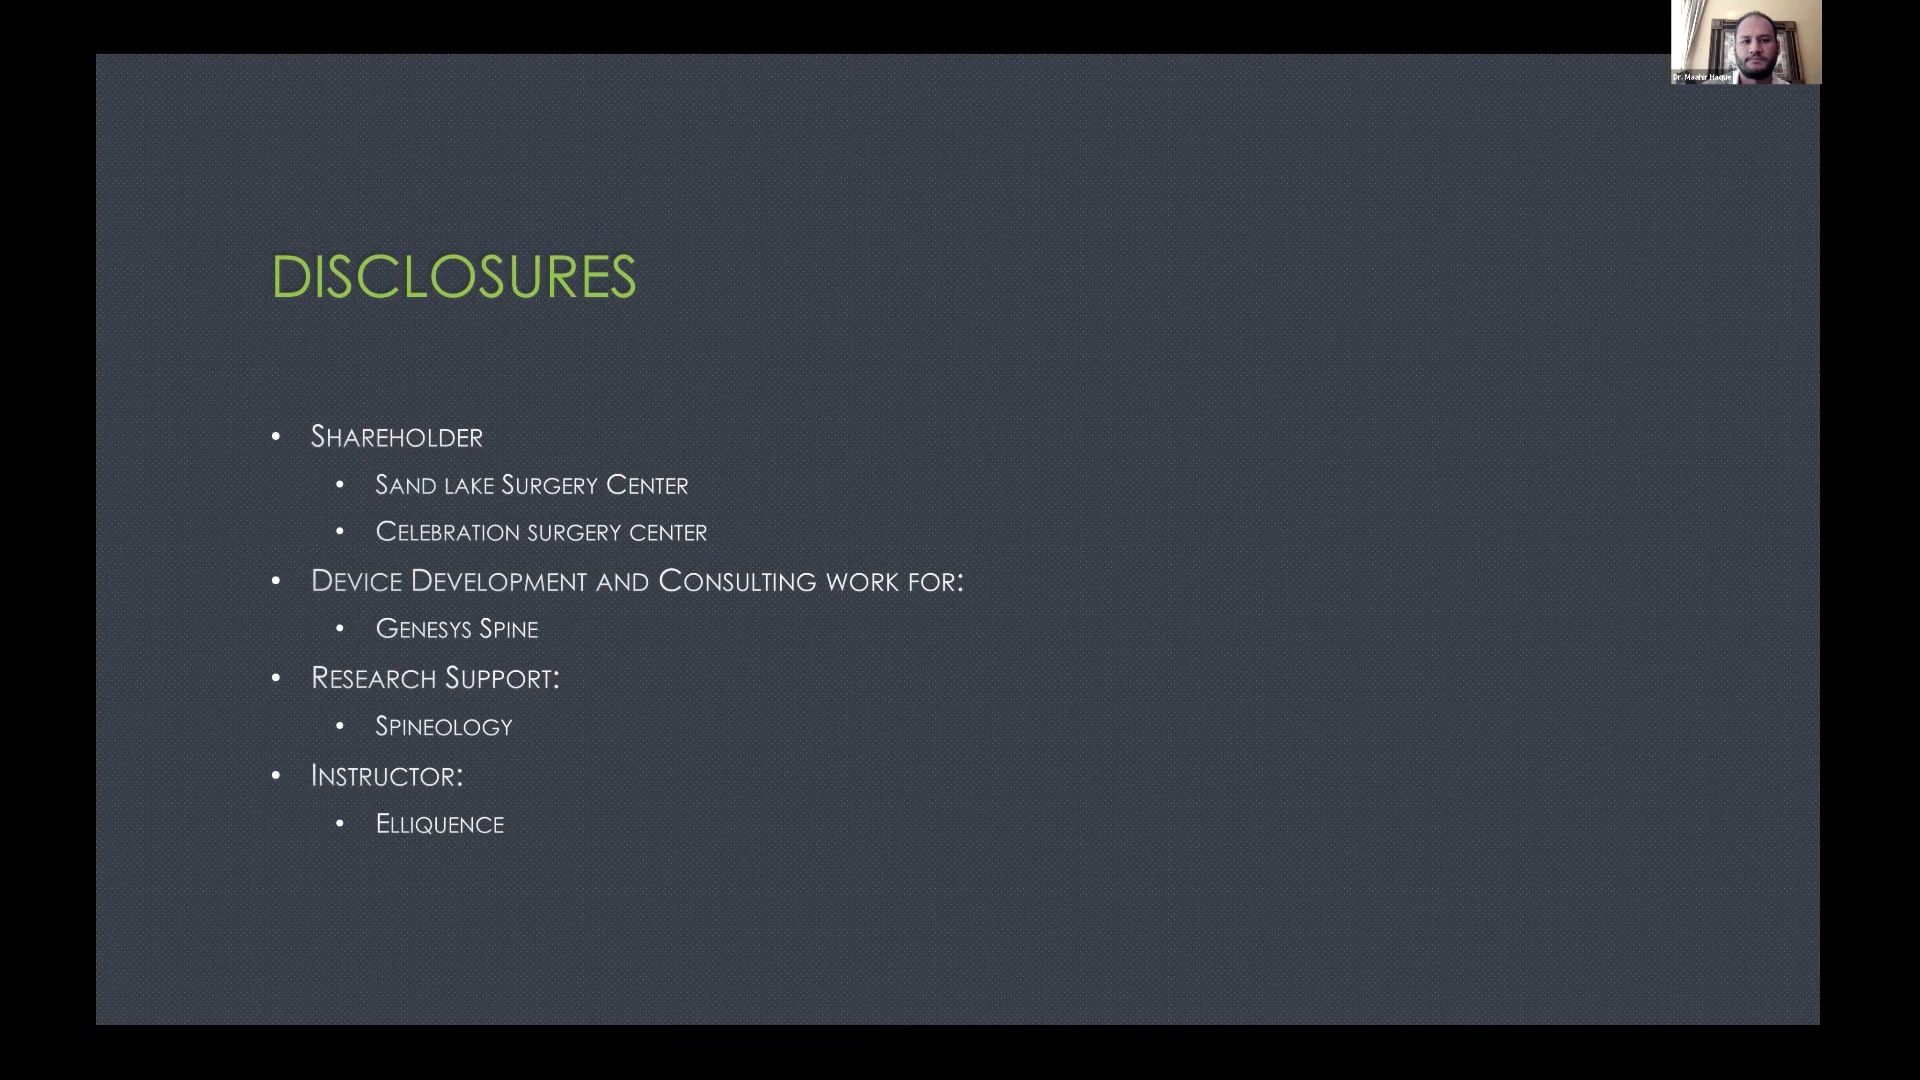 Dr. Maahir Haque
DISCLOSURES
• Shareholder
• Sand lake Surgery Center
• Celebration surgery center
• Device Development and Consulting work for:
• Genesys Spine
• Research Support:
• Spineology
• Instructor:
• Elliquence